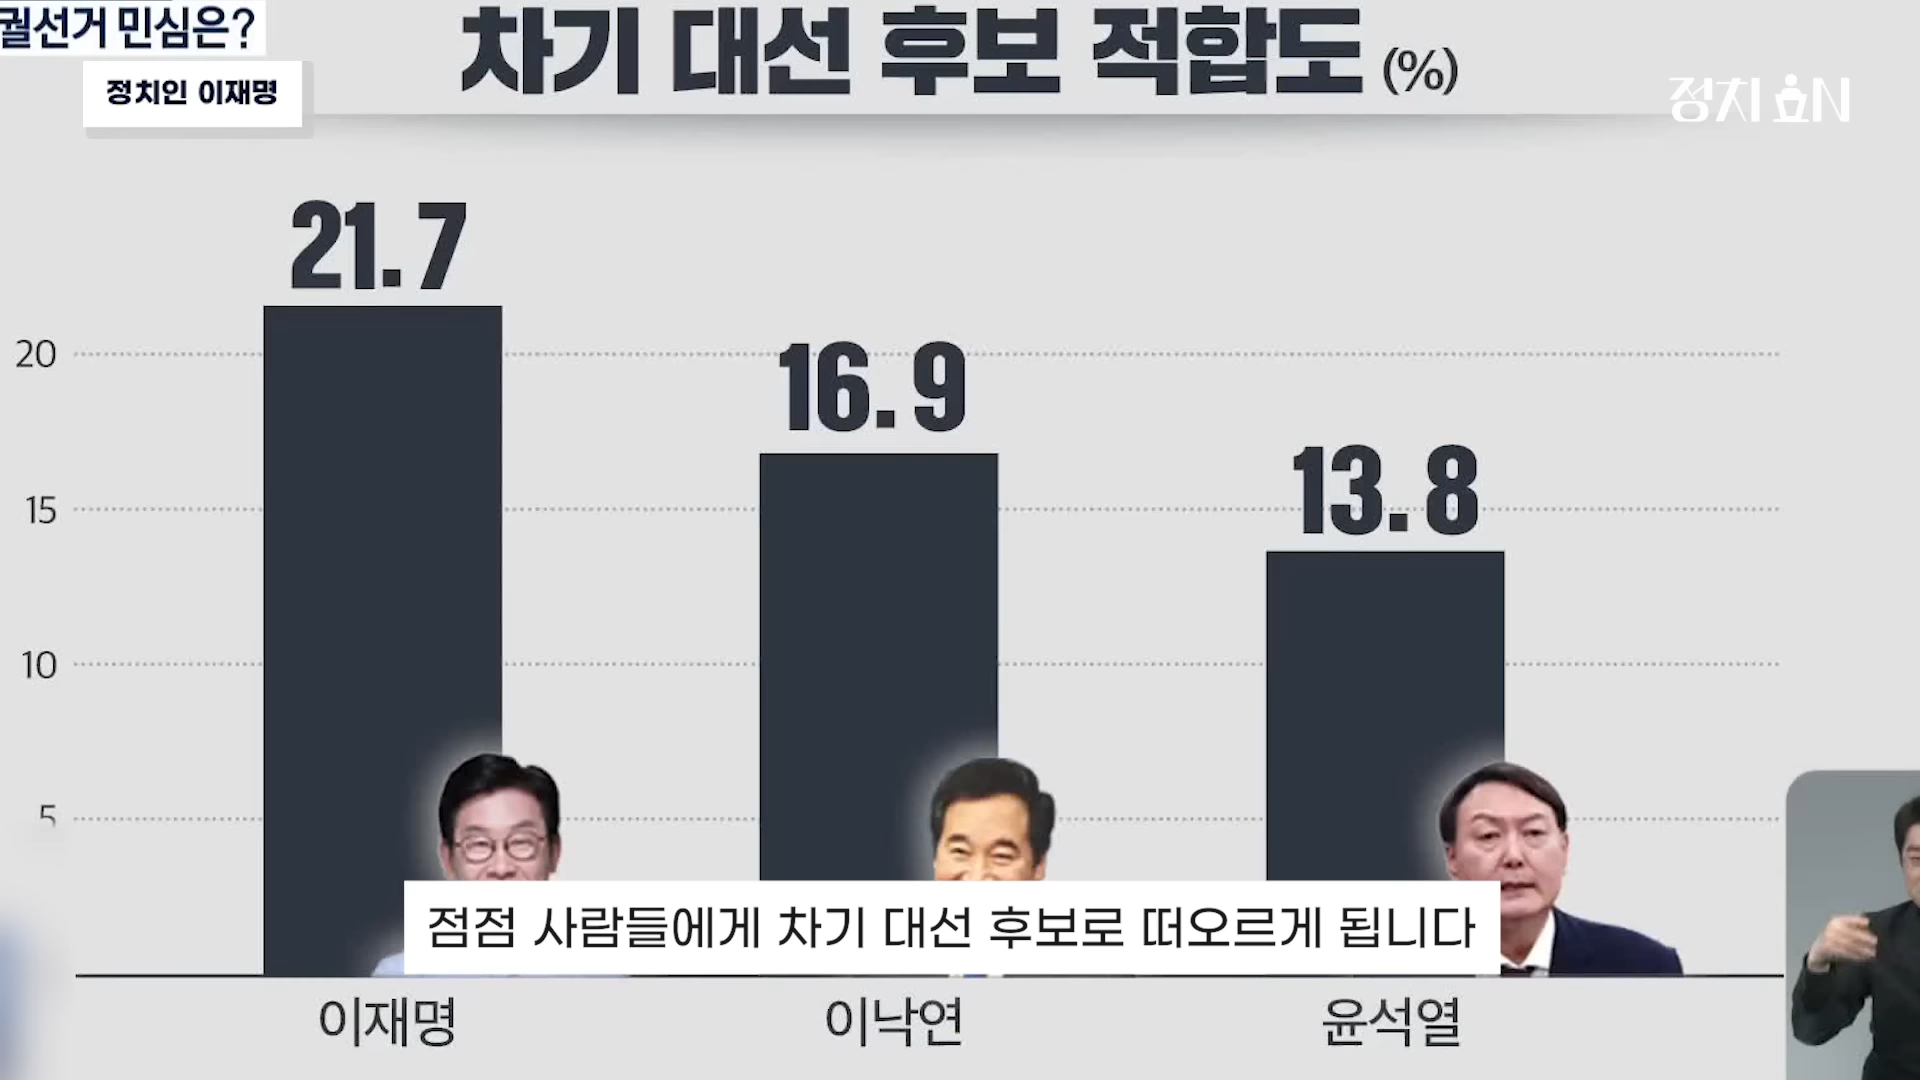 궐선거 민심은?
차기 대선 후보 적합도 (%)
정치인 이재명
정치IN
21.7
16.9
13.8
20
15
10
5
점점 사람들에게 차기 대선 후보로 떠오르게 됩니다
이재명
이낙연
윤석열